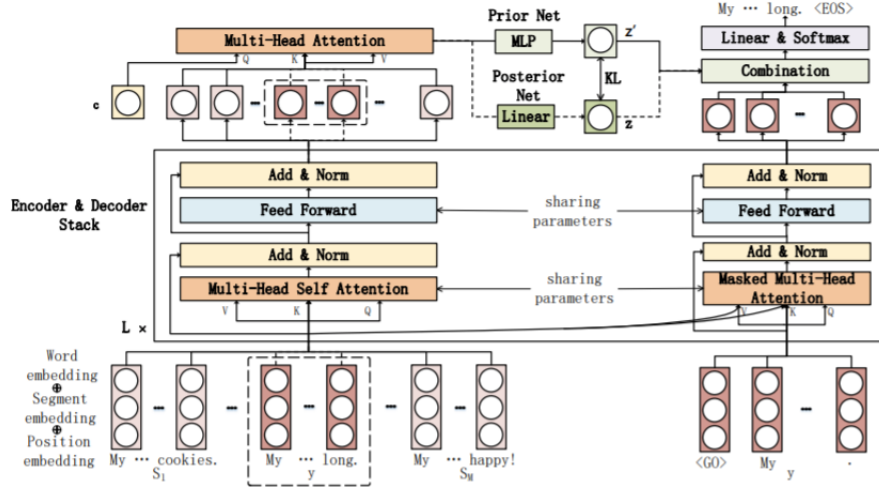 My ⋯ long. <EOS>
Prior Net
Multi-Head Attention
MLP
z'
Linear & Softmax
Q
K
V
Posterior
Net
KL
Combination
c
Linear
z
Add & Norm
Add & Norm
Encoder & Decoder
Stack
Feed Forward
sharing
parameters
Feed Forward
Add & Norm
Add & Norm
Multi-Head Self Attention
sharing
parameters
Masked Multi-Head
Attention
V
K
Q
V
K
Q
L ×
Word
embedding
⊕
Segment
embedding
⊕
Position
embedding
My ⋯ cookies.
My ⋯ long.
My ⋯ happy!
<GO>
My
.
S1
y
SM
y